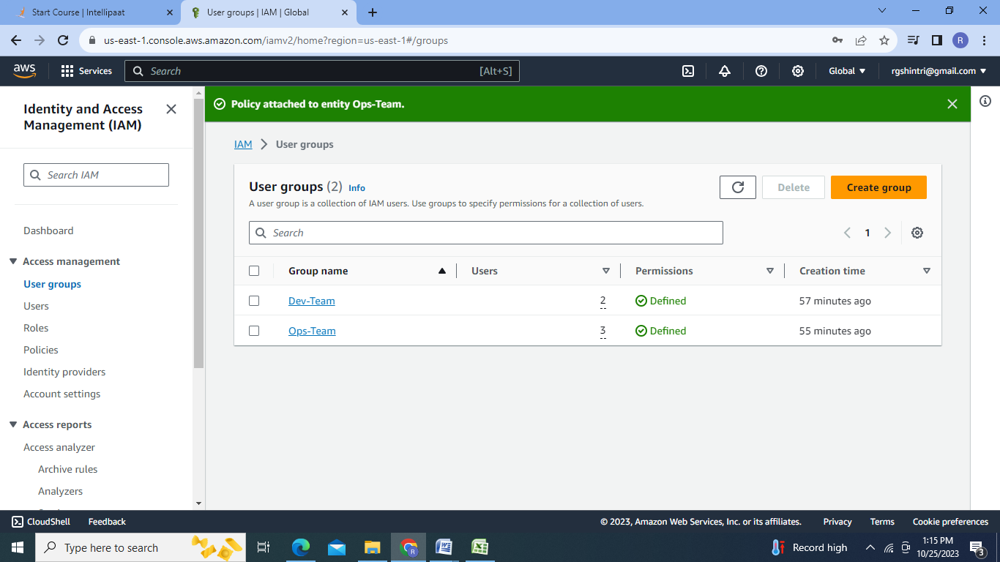 Start Course | Intellipaat
User groups | IAM | Global
us-east-1.console.aws.amazon.com/iamv2/home?region=us-east-1#/groups
R
aws
Services
Search
[Alt+S]
Global
rgshintri@gmail.com
Identity and Access
Management (IAM)
Search IAM
Dashboard
Access management
User groups
Users
Roles
Policies
Identity providers
Account settings
Access reports
Access analyzer
Archive rules
Analyzers
Policy attached to entity Ops-Team.
IAM > User groups
User groups (2) Info
A user group is a collection of IAM users. Use groups to specify permissions for a collection of users.
Delete
Create group
Search
1
Group name Users Permissions Creation time
Dev-Team 2 Defined 57 minutes ago
Ops-Team 3 Defined 55 minutes ago
CloudShell Feedback
© 2023, Amazon Web Services, Inc. or its affiliates. Privacy Terms Cookie preferences
Type here to search
Record high
1:15 PM
10/25/2023
3